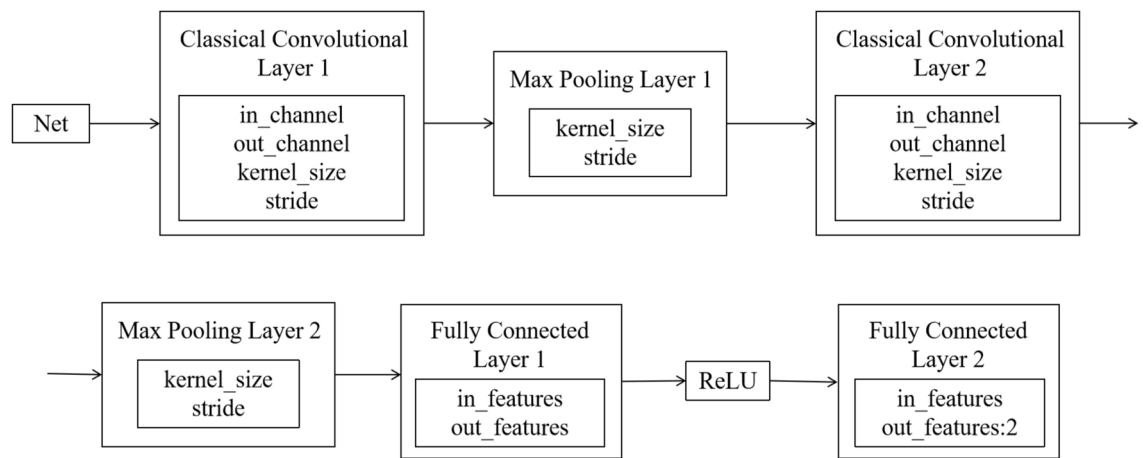 Net
Classical Convolutional
Layer 1
in_channel
out_channel
kernel_size
stride
Max Pooling Layer 1
kernel_size
stride
Classical Convolutional
Layer 2
in_channel
out_channel
kernel_size
stride
Max Pooling Layer 2
kernel_size
stride
Fully Connected
Layer 1
in_features
out_features
ReLU
Fully Connected
Layer 2
in_features
out_features:2